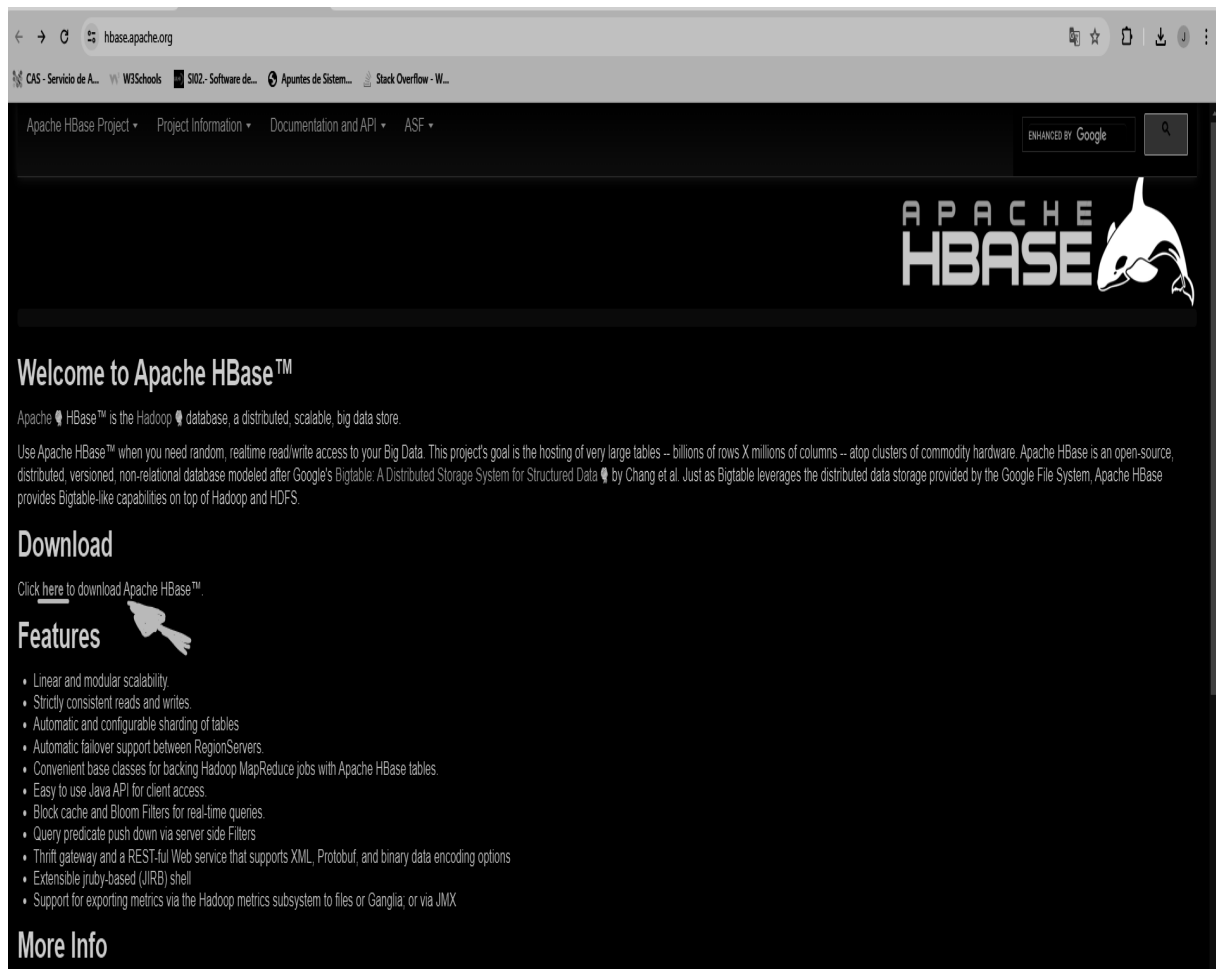 hbase.apache.org
J
CAS - Servicio de A... W3Schools SI02.- Software de... Apuntes de Sistem... Stack Overflow - W...
Apache HBase Project Project Information Documentation and API ASF
ENHANCED BY Google
APACHE
HBASE
Welcome to Apache HBase™
Apache HBase™ is the Hadoop database, a distributed, scalable, big data store.
Use Apache HBase™ when you need random, realtime read/write access to your Big Data. This project's goal is the hosting of very large tables -- billions of rows X millions of columns -- atop clusters of commodity hardware. Apache HBase is an open-source,
distributed, versioned, non-relational database modeled after Google's Bigtable: A Distributed Storage System for Structured Data by Chang et al. Just as Bigtable leverages the distributed data storage provided by the Google File System, Apache HBase
provides Bigtable-like capabilities on top of Hadoop and HDFS.
Download
Click here to download Apache HBase™.
Features
• Linear and modular scalability.
• Strictly consistent reads and writes.
• Automatic and configurable sharding of tables
• Automatic failover support between RegionServers.
• Convenient base classes for backing Hadoop MapReduce jobs with Apache HBase tables.
• Easy to use Java API for client access.
• Block cache and Bloom Filters for real-time queries.
• Query predicate push down via server side Filters
• Thrift gateway and a REST-ful Web service that supports XML, Protobuf, and binary data encoding options
• Extensible jruby-based (JIRB) shell
• Support for exporting metrics via the Hadoop metrics subsystem to files or Ganglia; or via JMX
More Info